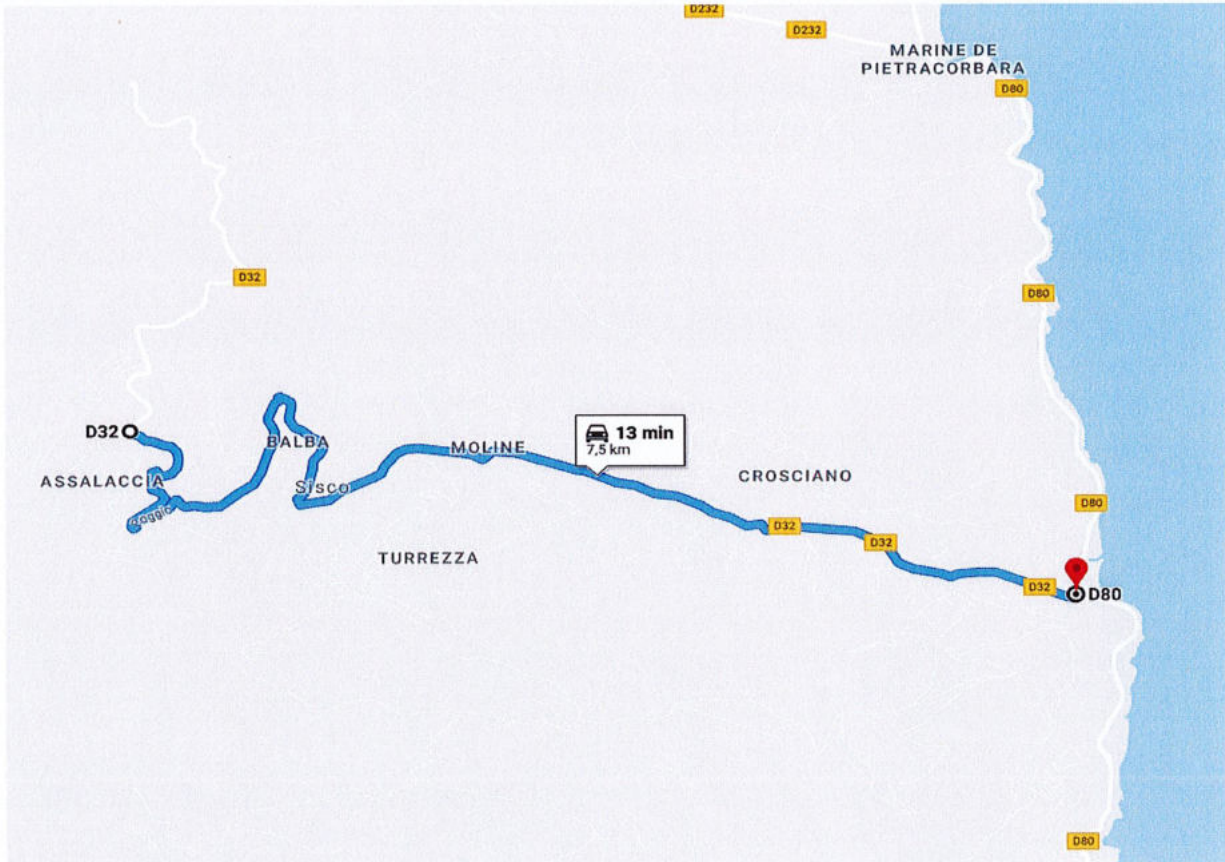 D232
D232
MARINE DE
PIETRACORBARA
D80
D32
D80
D32
BALBA
MOLINE
13 min
7,5 km
ASSALACCIA
Sisco
CROSCIANO
D80
Poggio
D32
D32
TURREZZA
D32
D80
D80